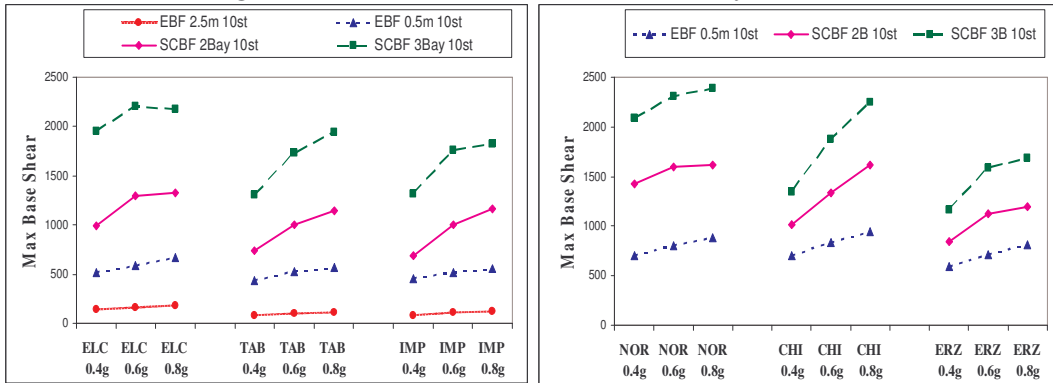 EBF 2.5m 10st
EBF 0.5m 10st
SCBF 2Bay 10st
SCBF 3Bay 10st
Max Base Shear
2500
2000
1500
1000
500
0
ELC ELC ELC TAB TAB TAB IMP IMP IMP
0.4g 0.6g 0.8g 0.4g 0.6g 0.8g 0.4g 0.6g 0.8g
EBF 0.5m 10st
SCBF 2B 10st
SCBF 3B 10st
Max Base Shear
2500
2000
1500
1000
500
0
NOR NOR NOR CHI CHI CHI ERZ ERZ ERZ
0.4g 0.6g 0.8g 0.4g 0.6g 0.8g 0.4g 0.6g 0.8g